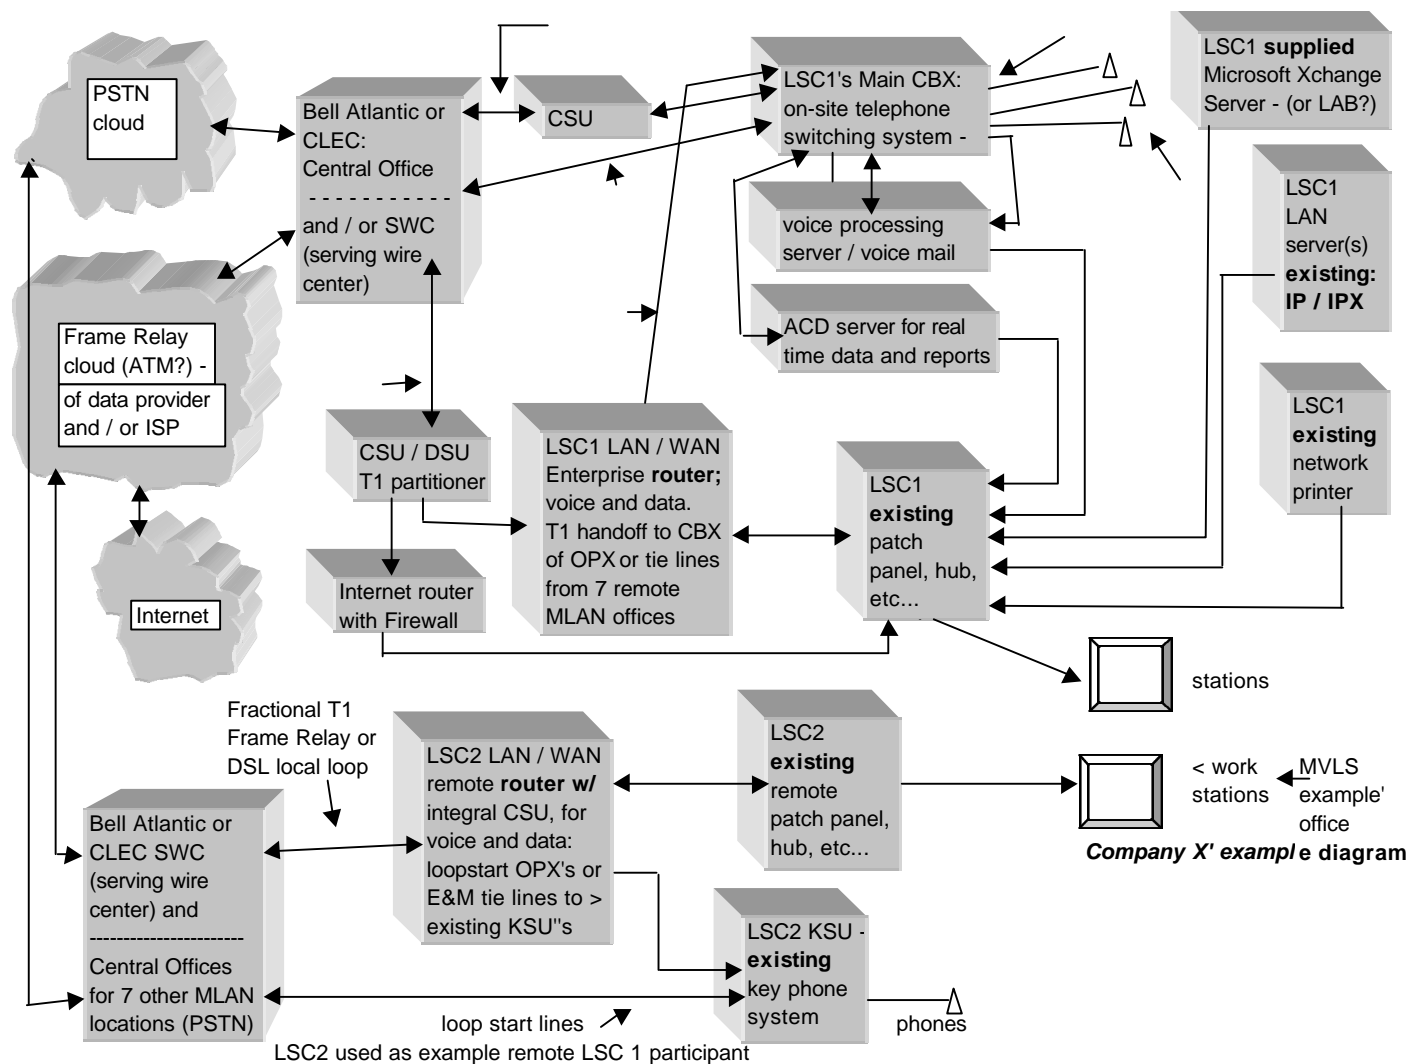 PSTN
cloud
Bell Atlantic or
CLEC:
Central Office
- - - - - - - - - - -
and / or SWC
(serving wire
center)
CSU
LSC1's Main CBX:
on-site telephone
switching system -
voice processing
server / voice mail
ACD server for real
time data and reports
LSC1 supplied
Microsoft Xchange
Server - (or LAB?)
LSC1
LAN
server(s)
existing:
IP / IPX
LSC1
existing
network
printer
Frame Relay
cloud (ATM?) -
of data provider
and / or ISP
Internet
CSU / DSU
T1 partitioner
Internet router
with Firewall
LSC1 LAN / WAN
Enterprise router;
voice and data.
T1 handoff to CBX
of OPX or tie lines
from 7 remote
MLAN offices
LSC1
existing
patch
panel, hub,
etc...
stations
Fractional T1
Frame Relay or
DSL local loop
LSC2 LAN / WAN
remote router w/
integral CSU, for
voice and data:
loopstart OPX's or
E&M tie lines to >
existing KSU''s
LSC2
existing
remote
patch panel,
hub, etc...
< work
stations
MVLS
example'
office
Company X' example diagram
Bell Atlantic or
CLEC SWC
(serving wire
center) and
-----------------------
Central Offices
for 7 other MLAN
locations (PSTN)
LSC2 KSU -
existing
key phone
system
phones
loop start lines
LSC2 used as example remote LSC 1 participant